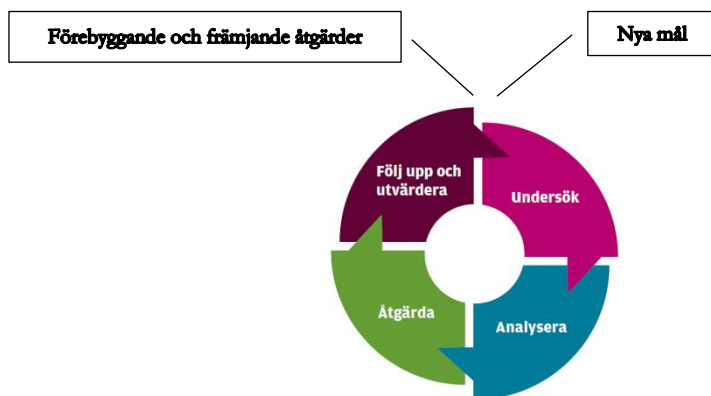 Förebyggande och främjande åtgärder
Nya mål
Följ upp och
utvärdera
Undersök
Åtgärda
Analysera